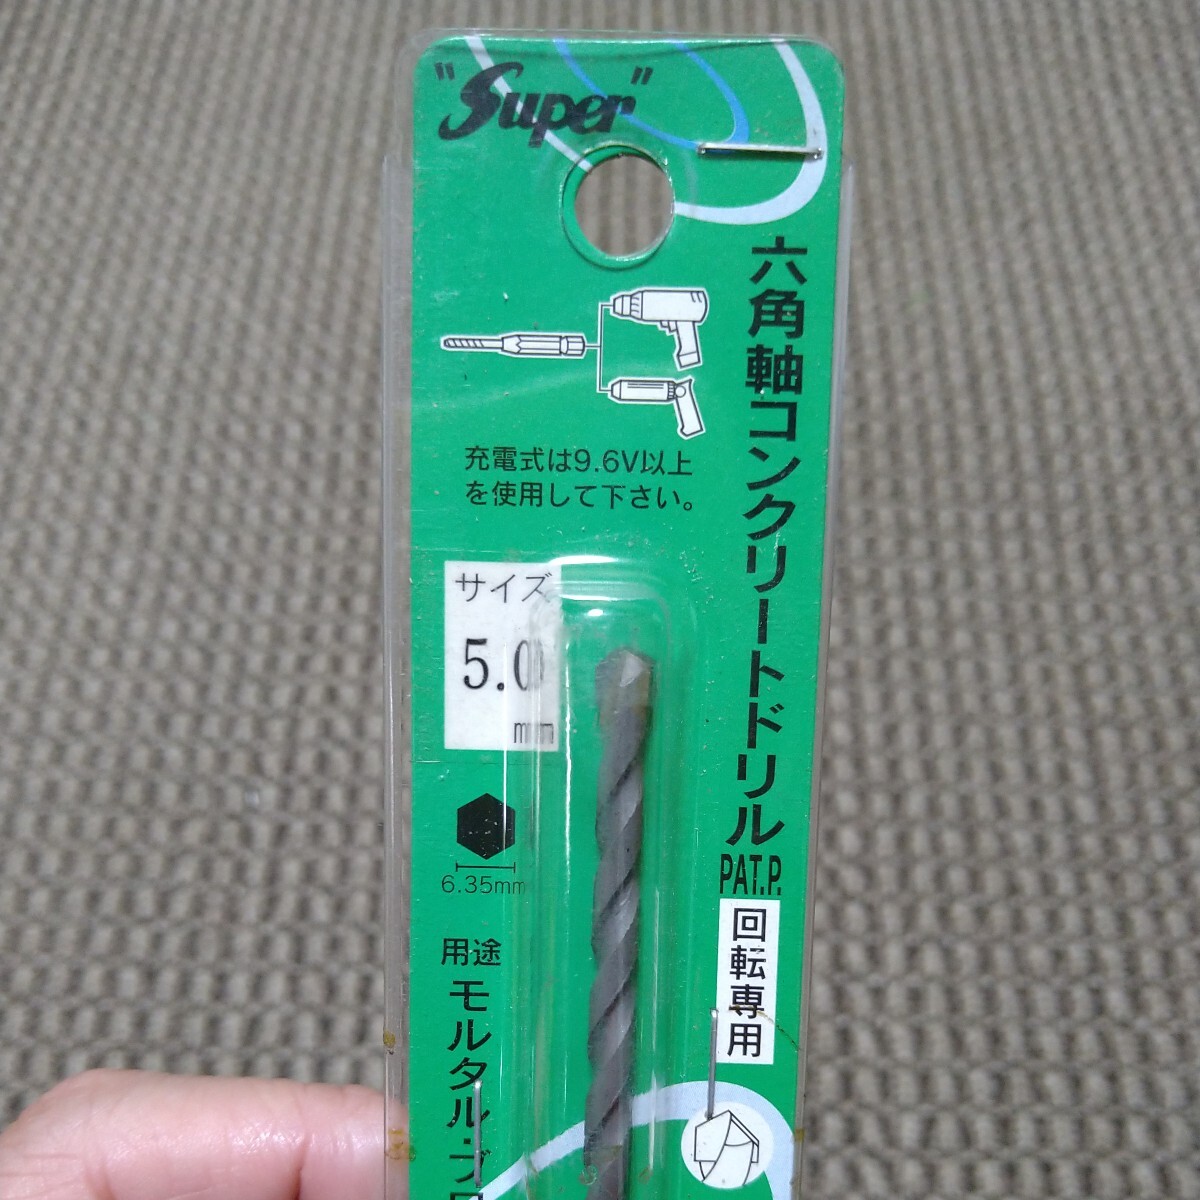 "Super"
六角軸コンクリートドリル
PAT.P.
回転専用
充電式は9.6V以上
を使用して下さい。
サイズ
5.0
mm
6.35mm
用途
モルタル・ブロ